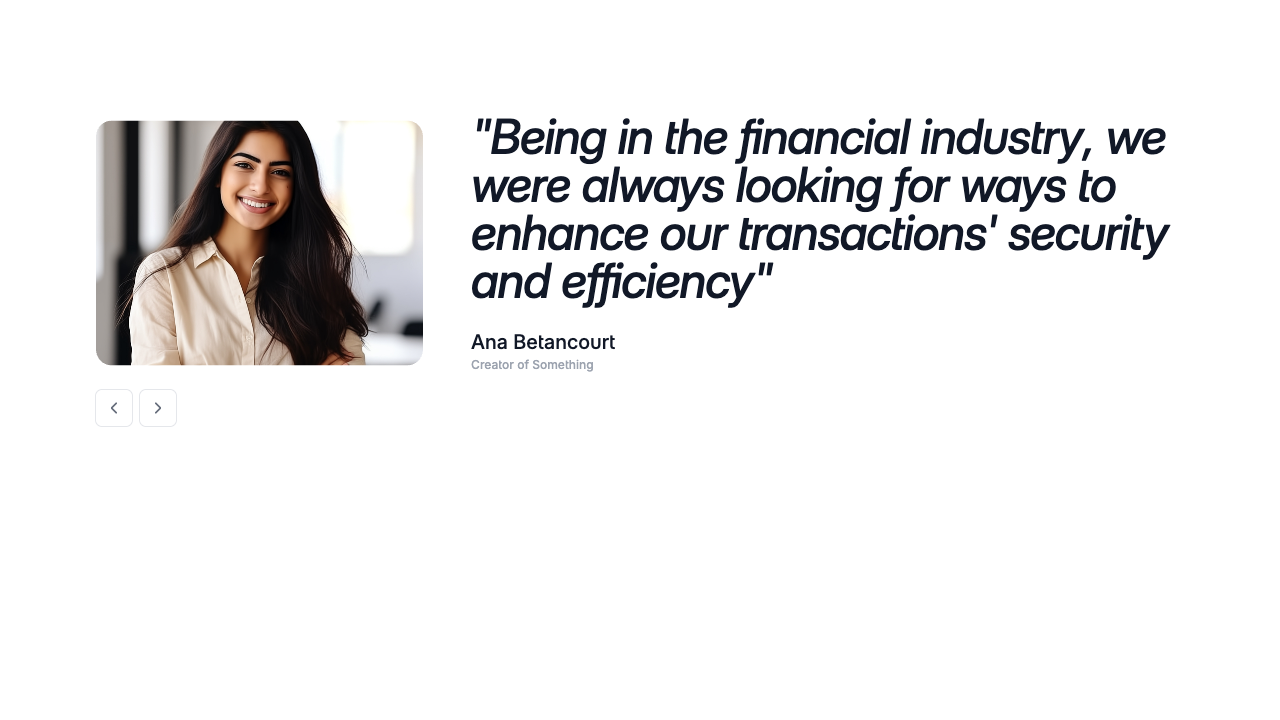 "Being in the financial industry, we
were always looking for ways to
enhance our transactions' security
and efficiency"
Ana Betancourt
Creator of Something